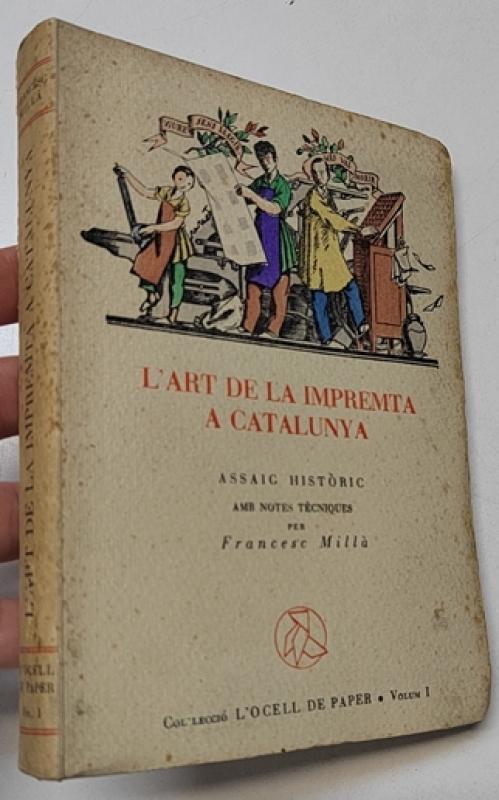 L'ART DE LA IMPREMTA
A CATALUNYA
ASSAIG HISTÒRIC
AMB NOTES TÈCNIQUES
PER
Francesc Millà
COL·LECCIÓ L'OCELL DE PAPER • VOLUM I
L'ART DE LA IMPREMTA A CATALUNYA
L'OCELL
DE PAPER